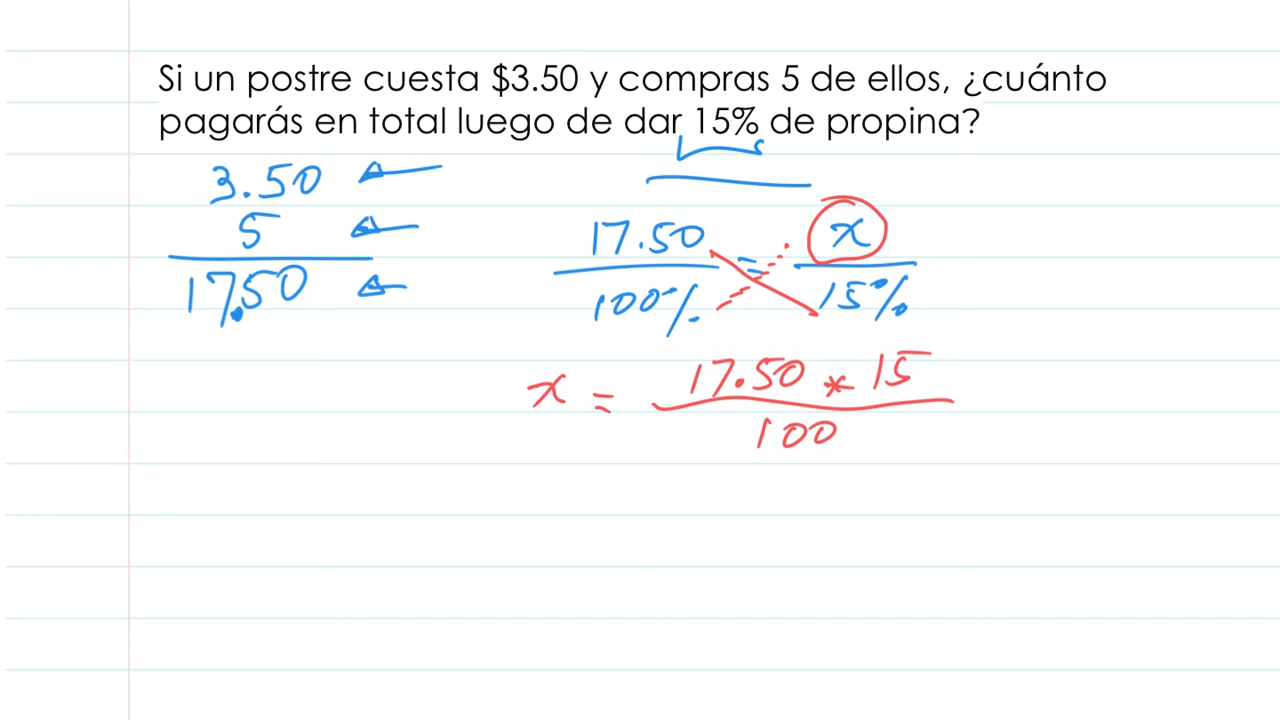 Si un postre cuesta $3.50 y compras 5 de ellos, ¿cuánto
pagarás en total luego de dar 15% de propina?
3.50
5
17.50
17.50 = x
100% 15%
x = 17.50 * 15
100